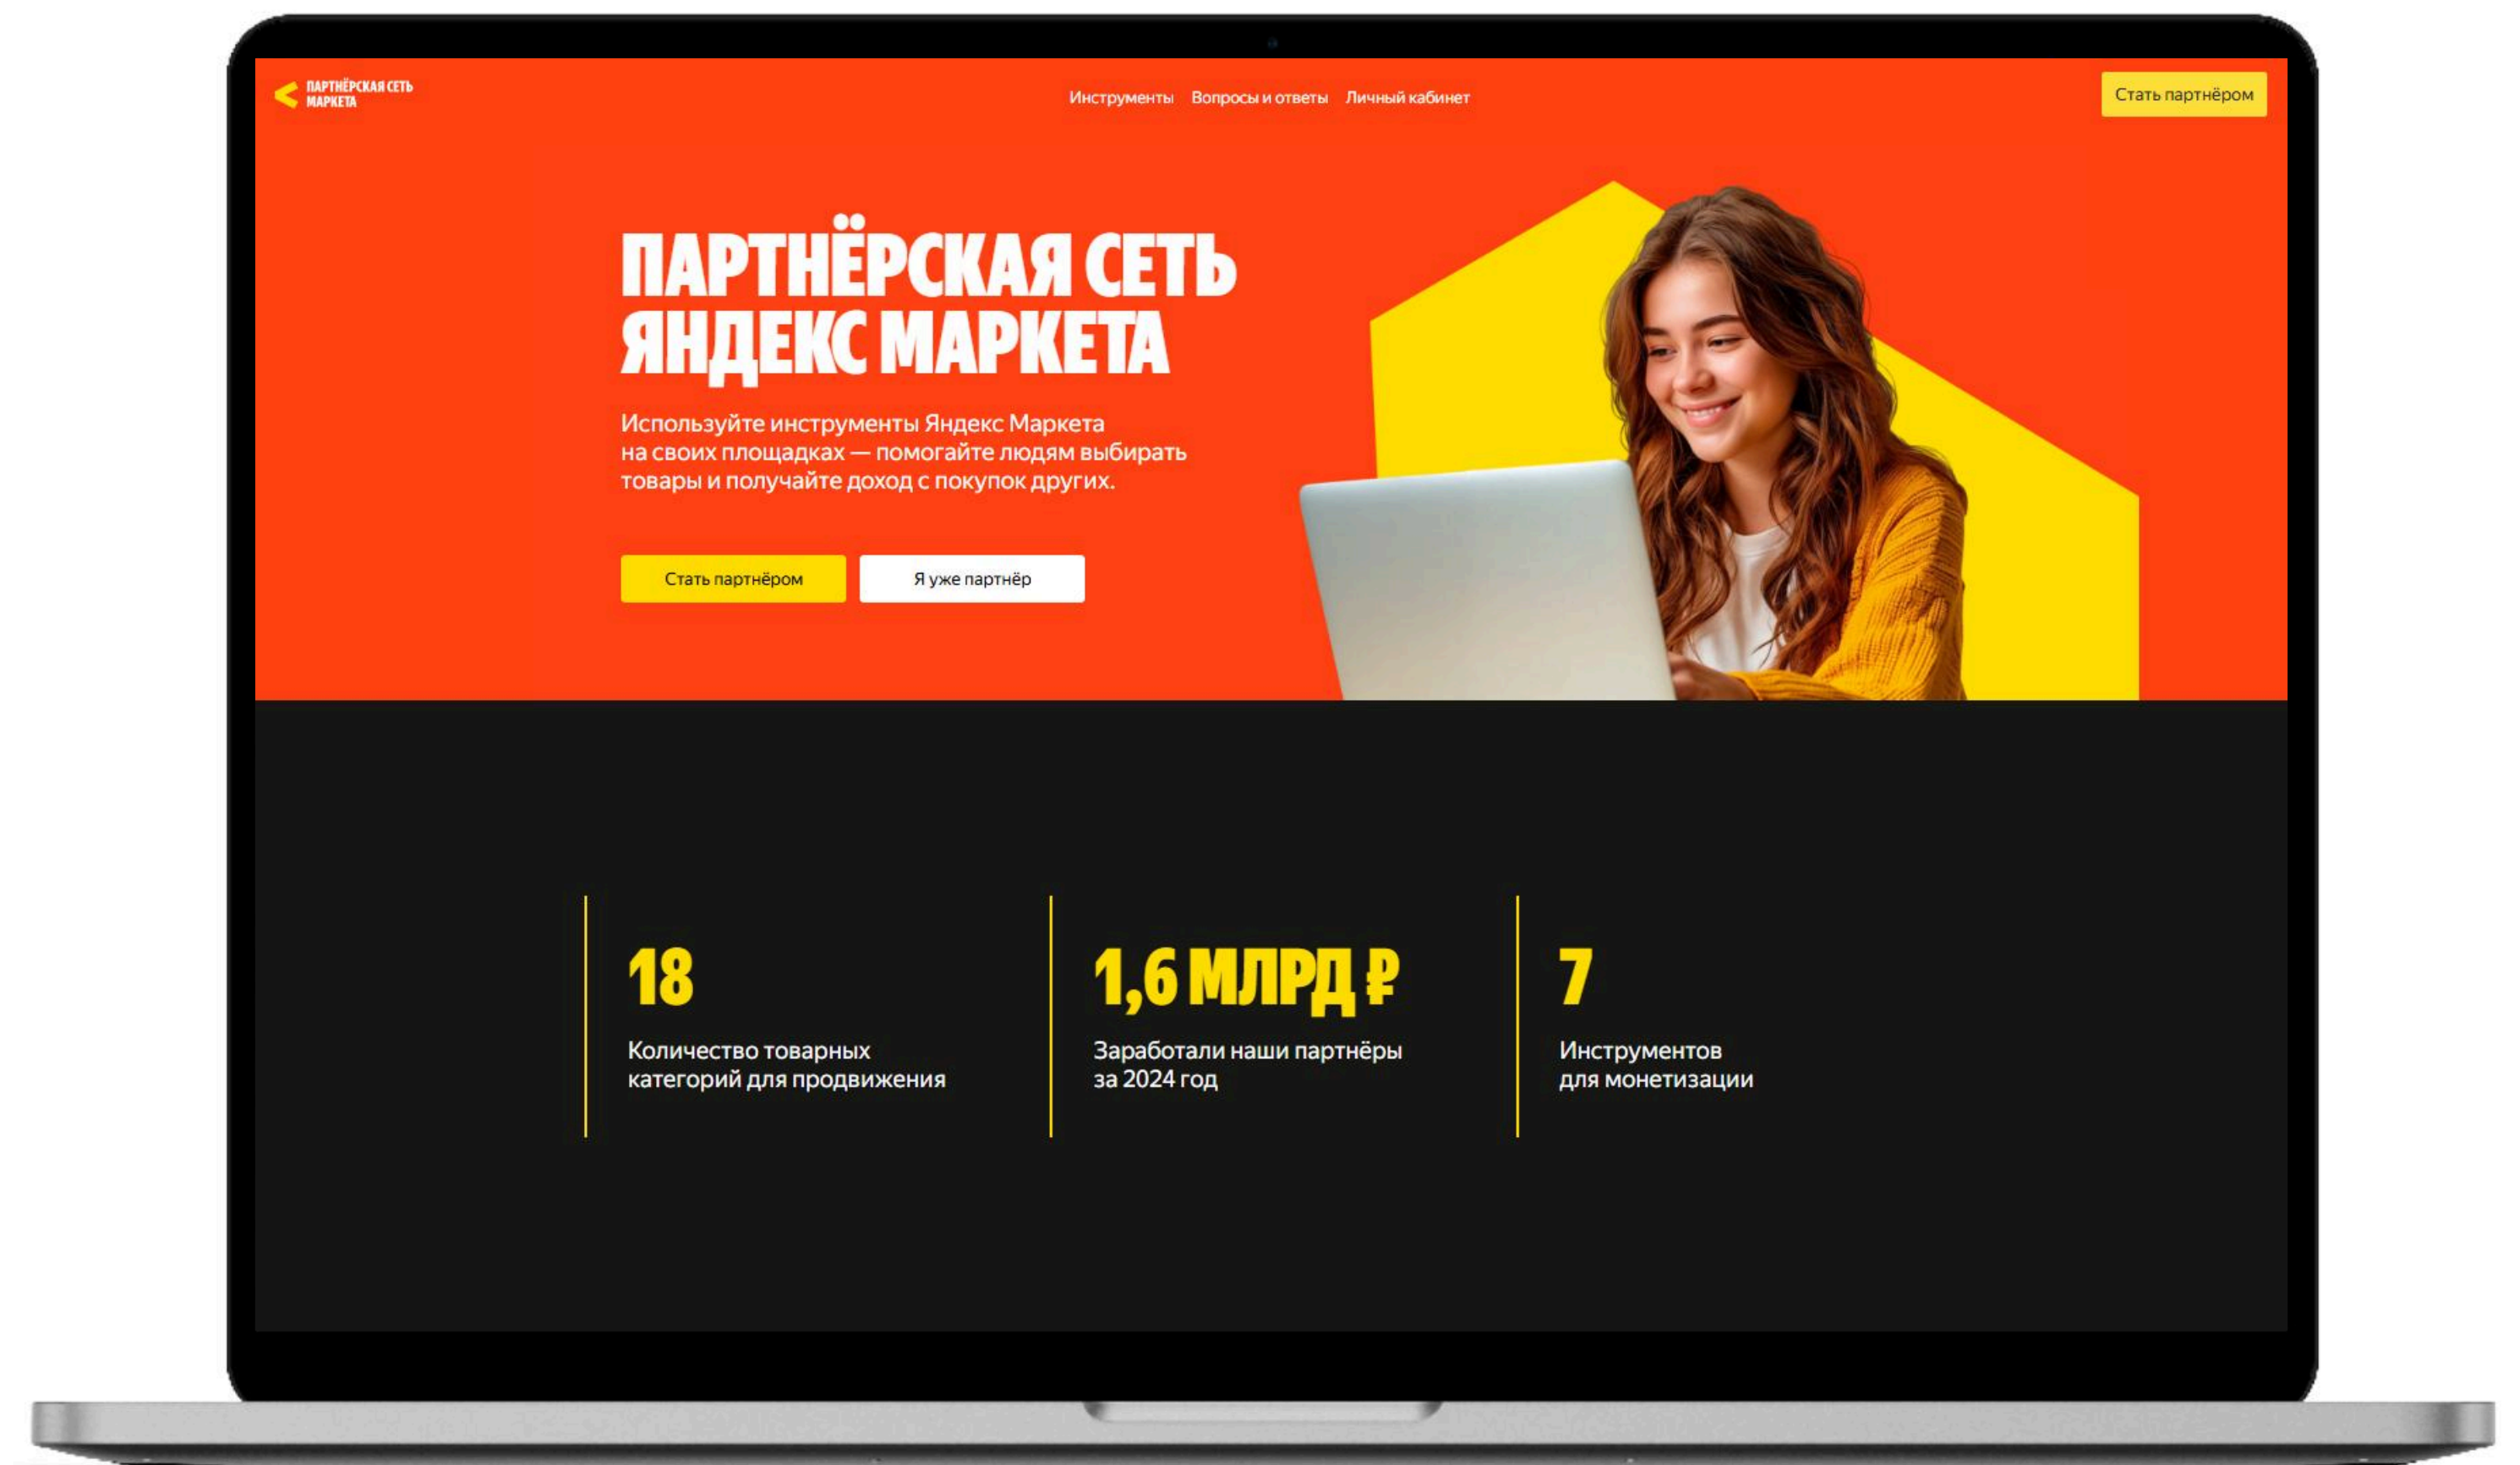 ПАРТНЁРСКАЯ СЕТЬ
МАРКЕТА
Инструменты Вопросы и ответы Личный кабинет
Стать партнёром
ПАРТНЁРСКАЯ СЕТЬ
ЯНДЕКС МАРКЕТА
Используйте инструменты Яндекс Маркета
на своих площадках — помогайте людям выбирать
товары и получайте доход с покупок других.
Стать партнёром
Я уже партнёр
18
Количество товарных
категорий для продвижения
1,6 МЛРД ₽
Заработали наши партнёры
за 2024 год
7
Инструментов
для монетизации